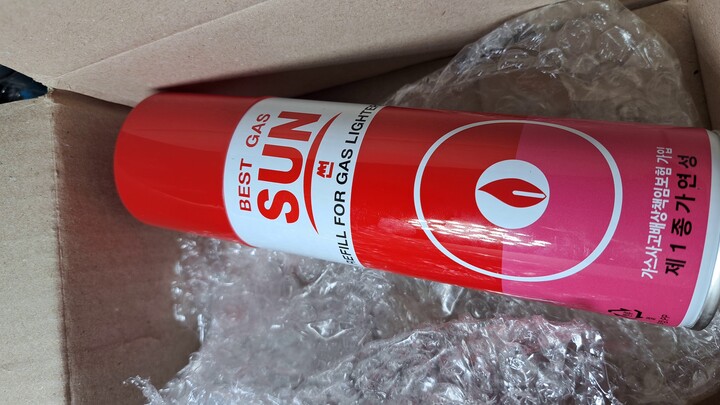 BEST GAS
SUN
썬
REFILL FOR GAS LIGHTER
가스사고배상책임보험 가입
제 1 종 가연성